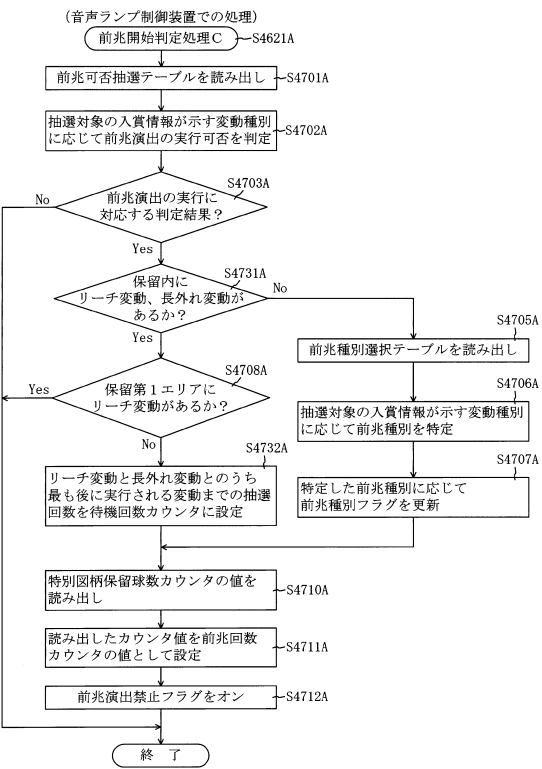 (音声ランプ制御装置での処理)
前兆開始判定処理C
S4621A
前兆可否抽選テーブルを読み出し
S4701A
抽選対象の入賞情報が示す変動種別
に応じて前兆演出の実行可否を判定
S4702A
S4703A
前兆演出の実行に
対応する判定結果?
No
Yes
S4731A
保留内に
リーチ変動、長外れ変動が
あるか?
No
Yes
S4705A
前兆種別選択テーブルを読み出し
S4708A
保留第1エリアに
リーチ変動があるか?
Yes
No
S4706A
抽選対象の入賞情報が示す変動種別
に応じて前兆種別を特定
S4732A
リーチ変動と長外れ変動とのうち
最も後に実行される変動までの抽選
回数を待機回数カウンタに設定
S4707A
特定した前兆種別に応じて
前兆種別フラグを更新
特別図柄保留球数カウンタの値を
読み出し
S4710A
読み出したカウンタ値を前兆回数
カウンタの値として設定
S4711A
前兆演出禁止フラグをオン
S4712A
終 了